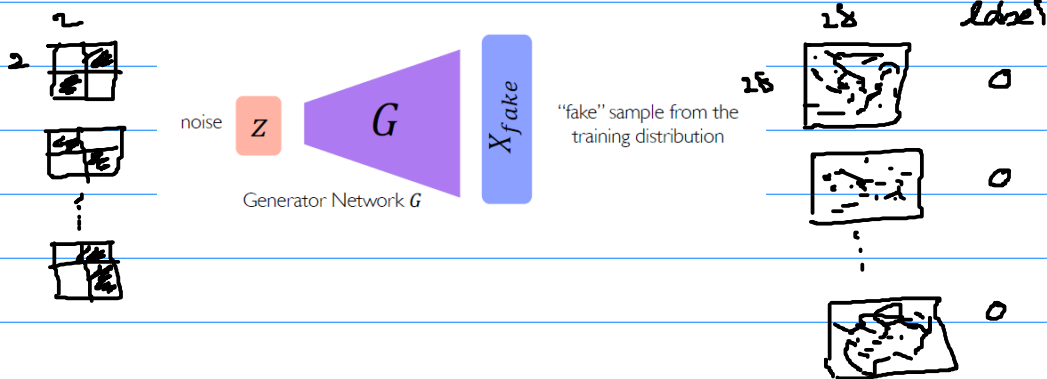 2
2
noise
z
G
X_fake
Generator Network G
"fake" sample from the
training distribution
28
label
28
0
0
0